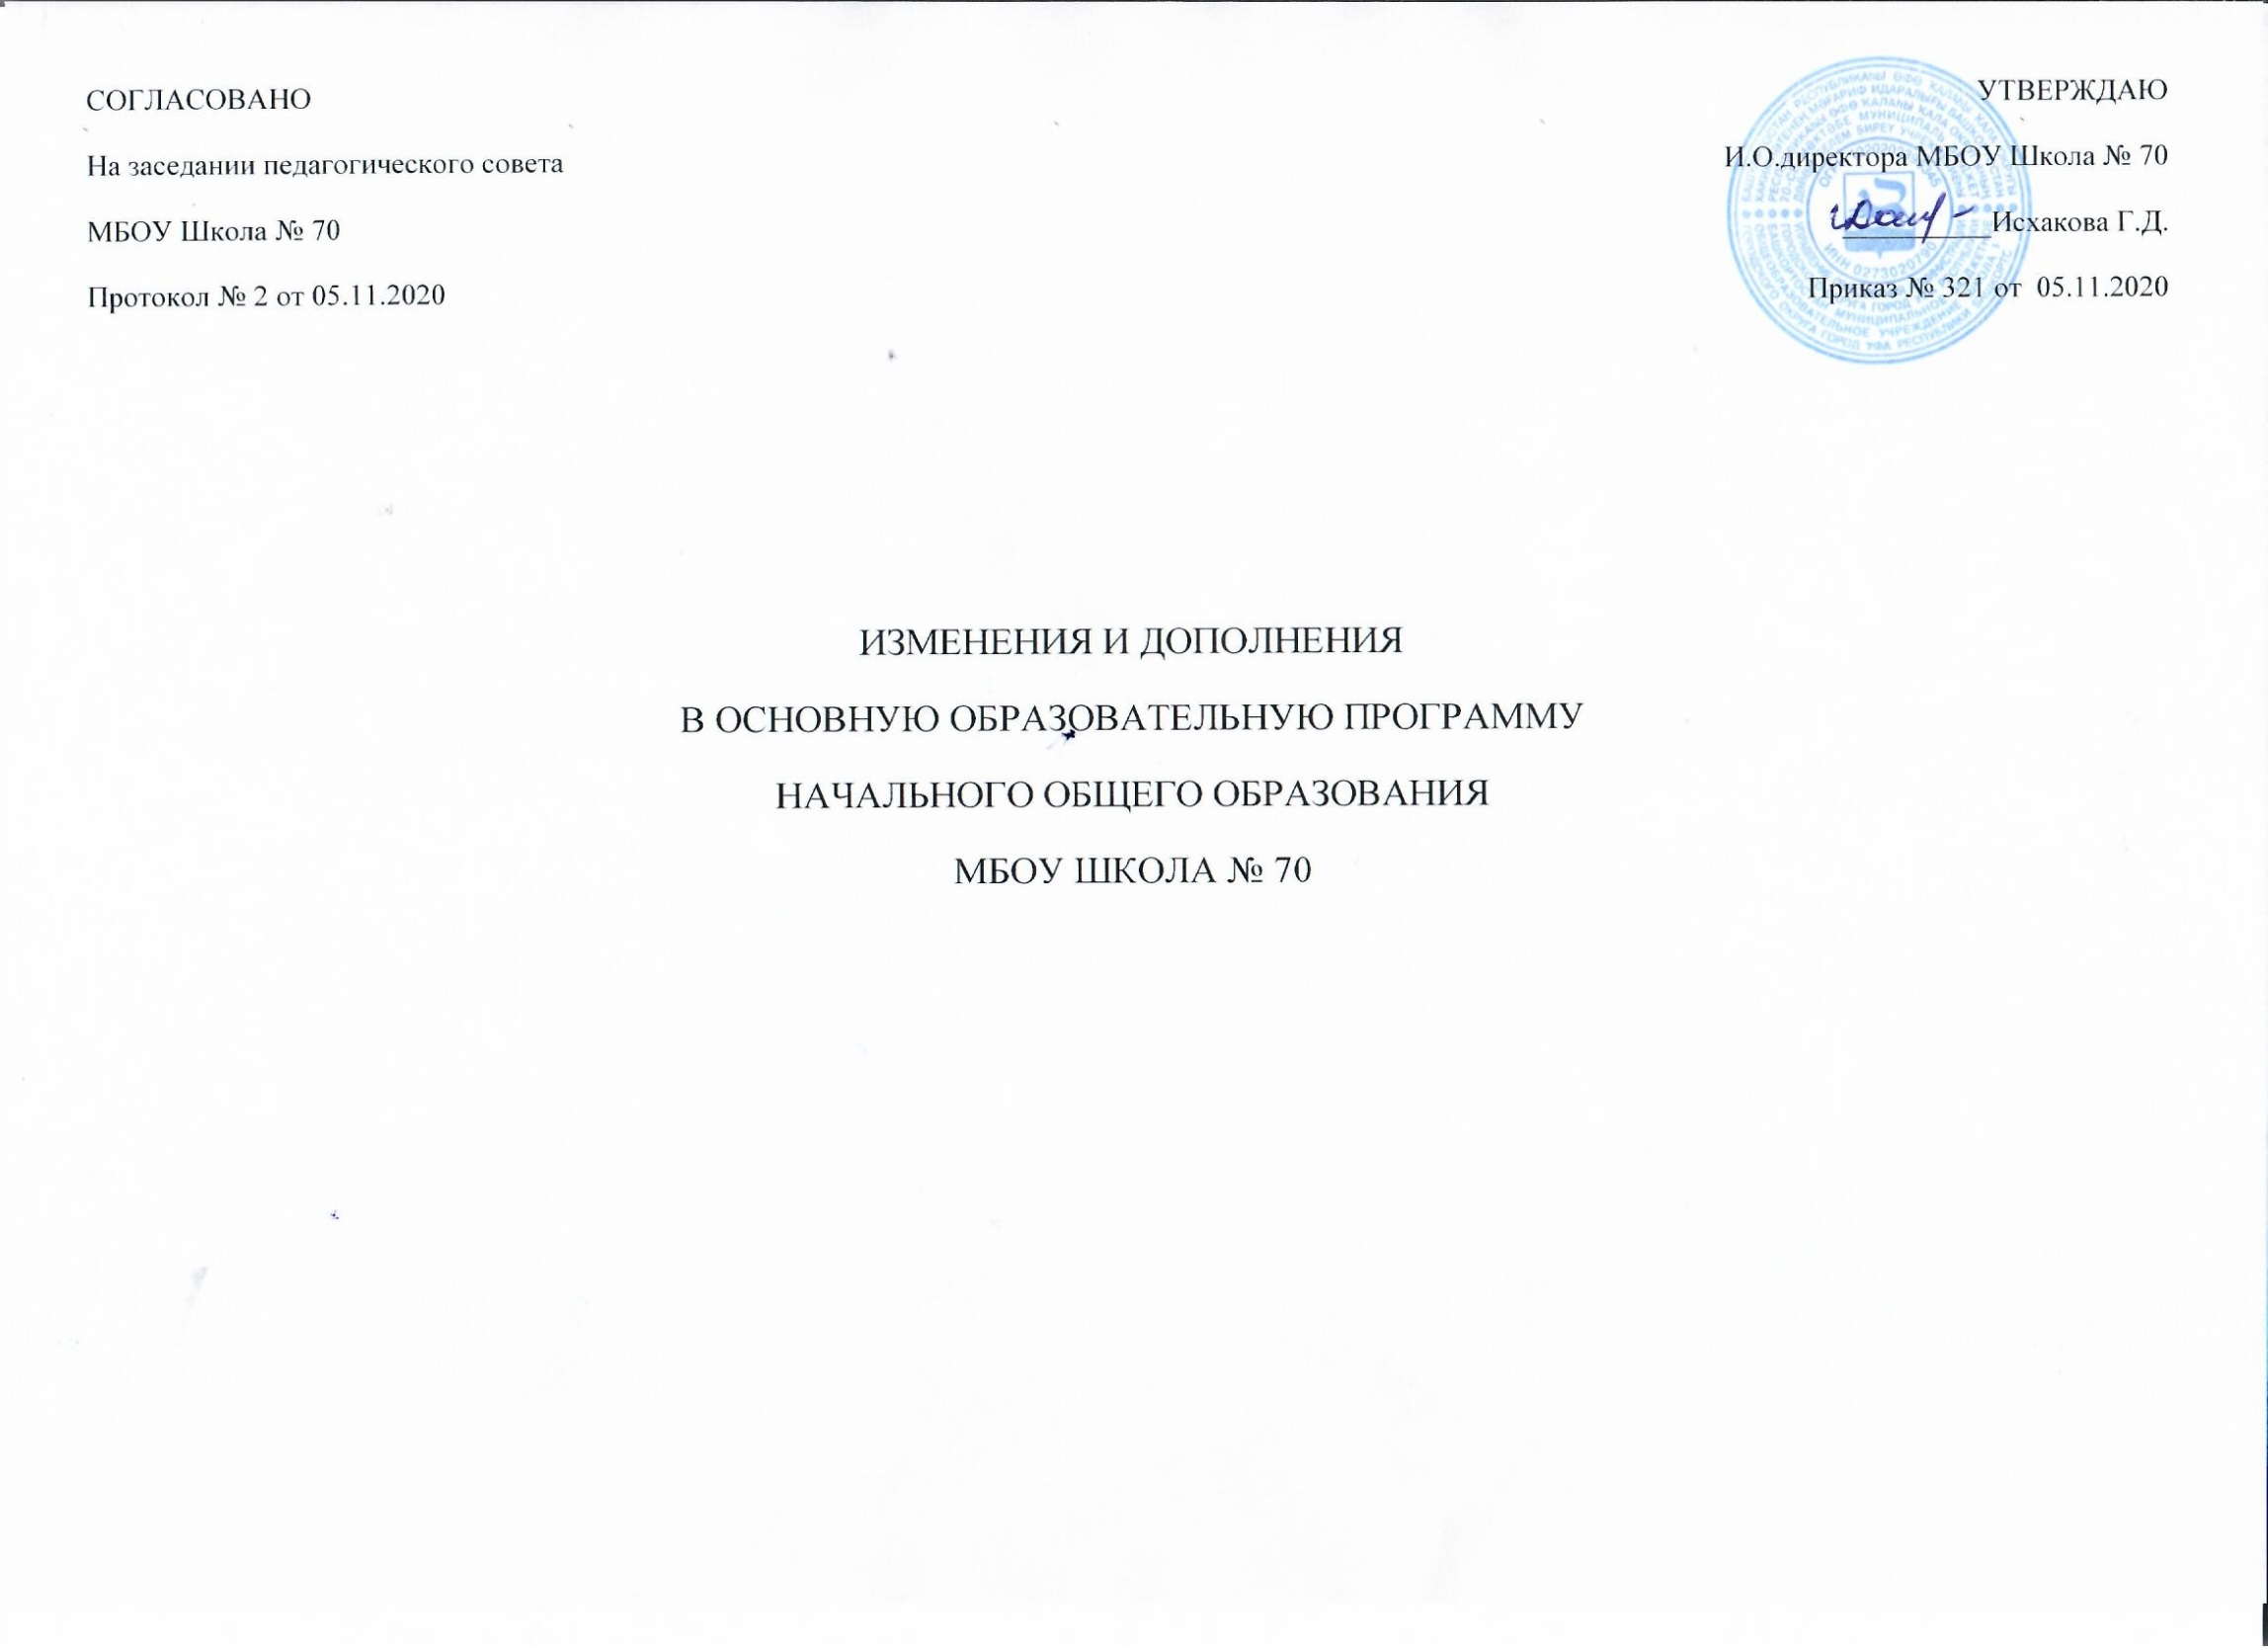 СОГЛАСОВАНО
На заседании педагогического совета
МБОУ Школа № 70
Протокол № 2 от 05.11.2020
УТВЕРЖДАЮ
И.О.директора МБОУ Школа № 70
Исхакова Г.Д.
Приказ № 321 от 05.11.2020
ИНН 0273020790
ИЗМЕНЕНИЯ И ДОПОЛНЕНИЯ
В ОСНОВНУЮ ОБРАЗОВАТЕЛЬНУЮ ПРОГРАММУ
НАЧАЛЬНОГО ОБЩЕГО ОБРАЗОВАНИЯ
МБОУ ШКОЛА № 70